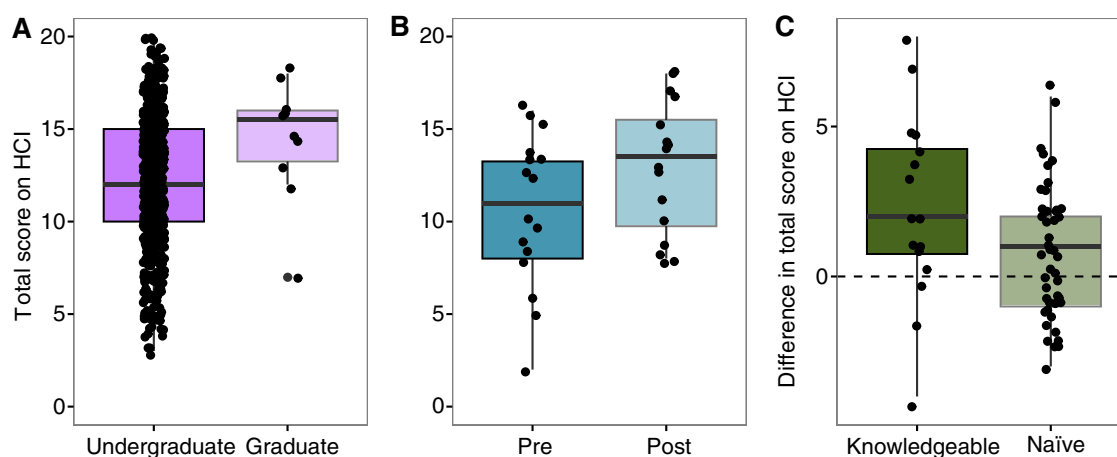 A
Total score on HCI
20
15
10
5
0
Undergraduate
Graduate
B
20
15
10
5
0
Pre
Post
C
Difference in total score on HCI
5
0
Knowledgeable
Naïve